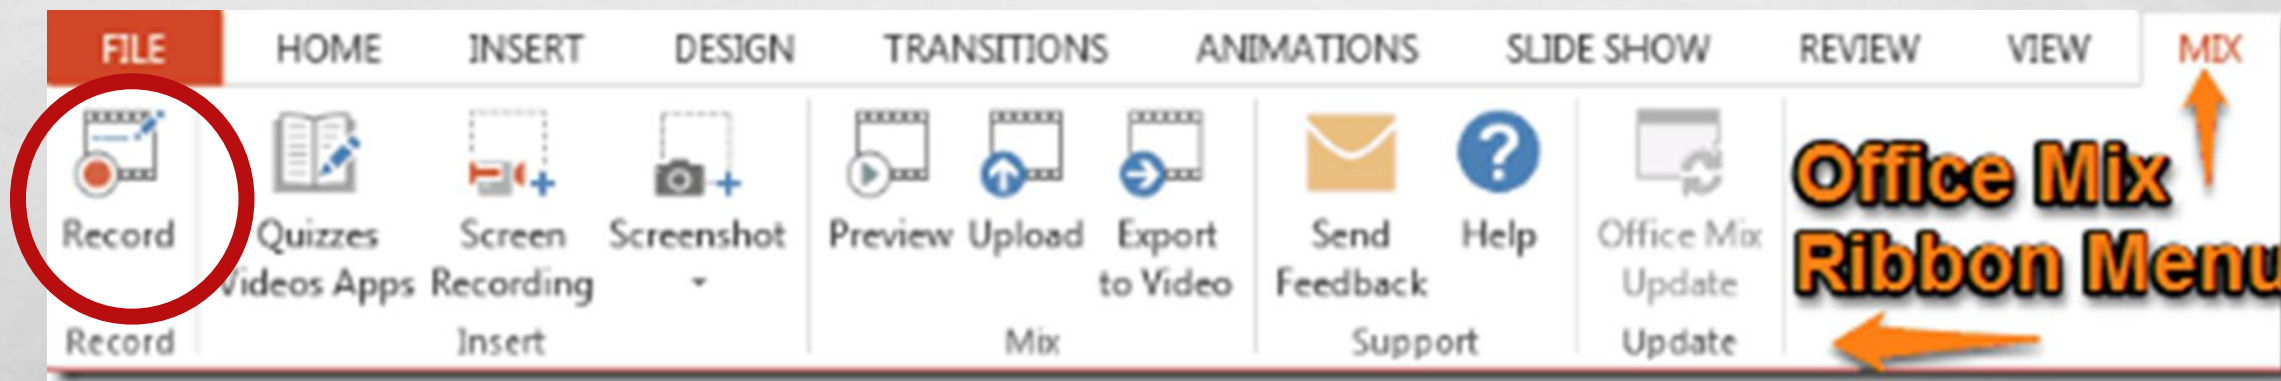 FILE HOME INSERT DESIGN TRANSITIONS ANIMATIONS SLIDE SHOW REVIEW VIEW MIX
Record Quizzes Screen Screenshot Preview Upload Export Send Help Office Mix
Videos Apps Recording to Video Feedback Update
Record Insert Mix Support Update
Office Mix
Ribbon Menu